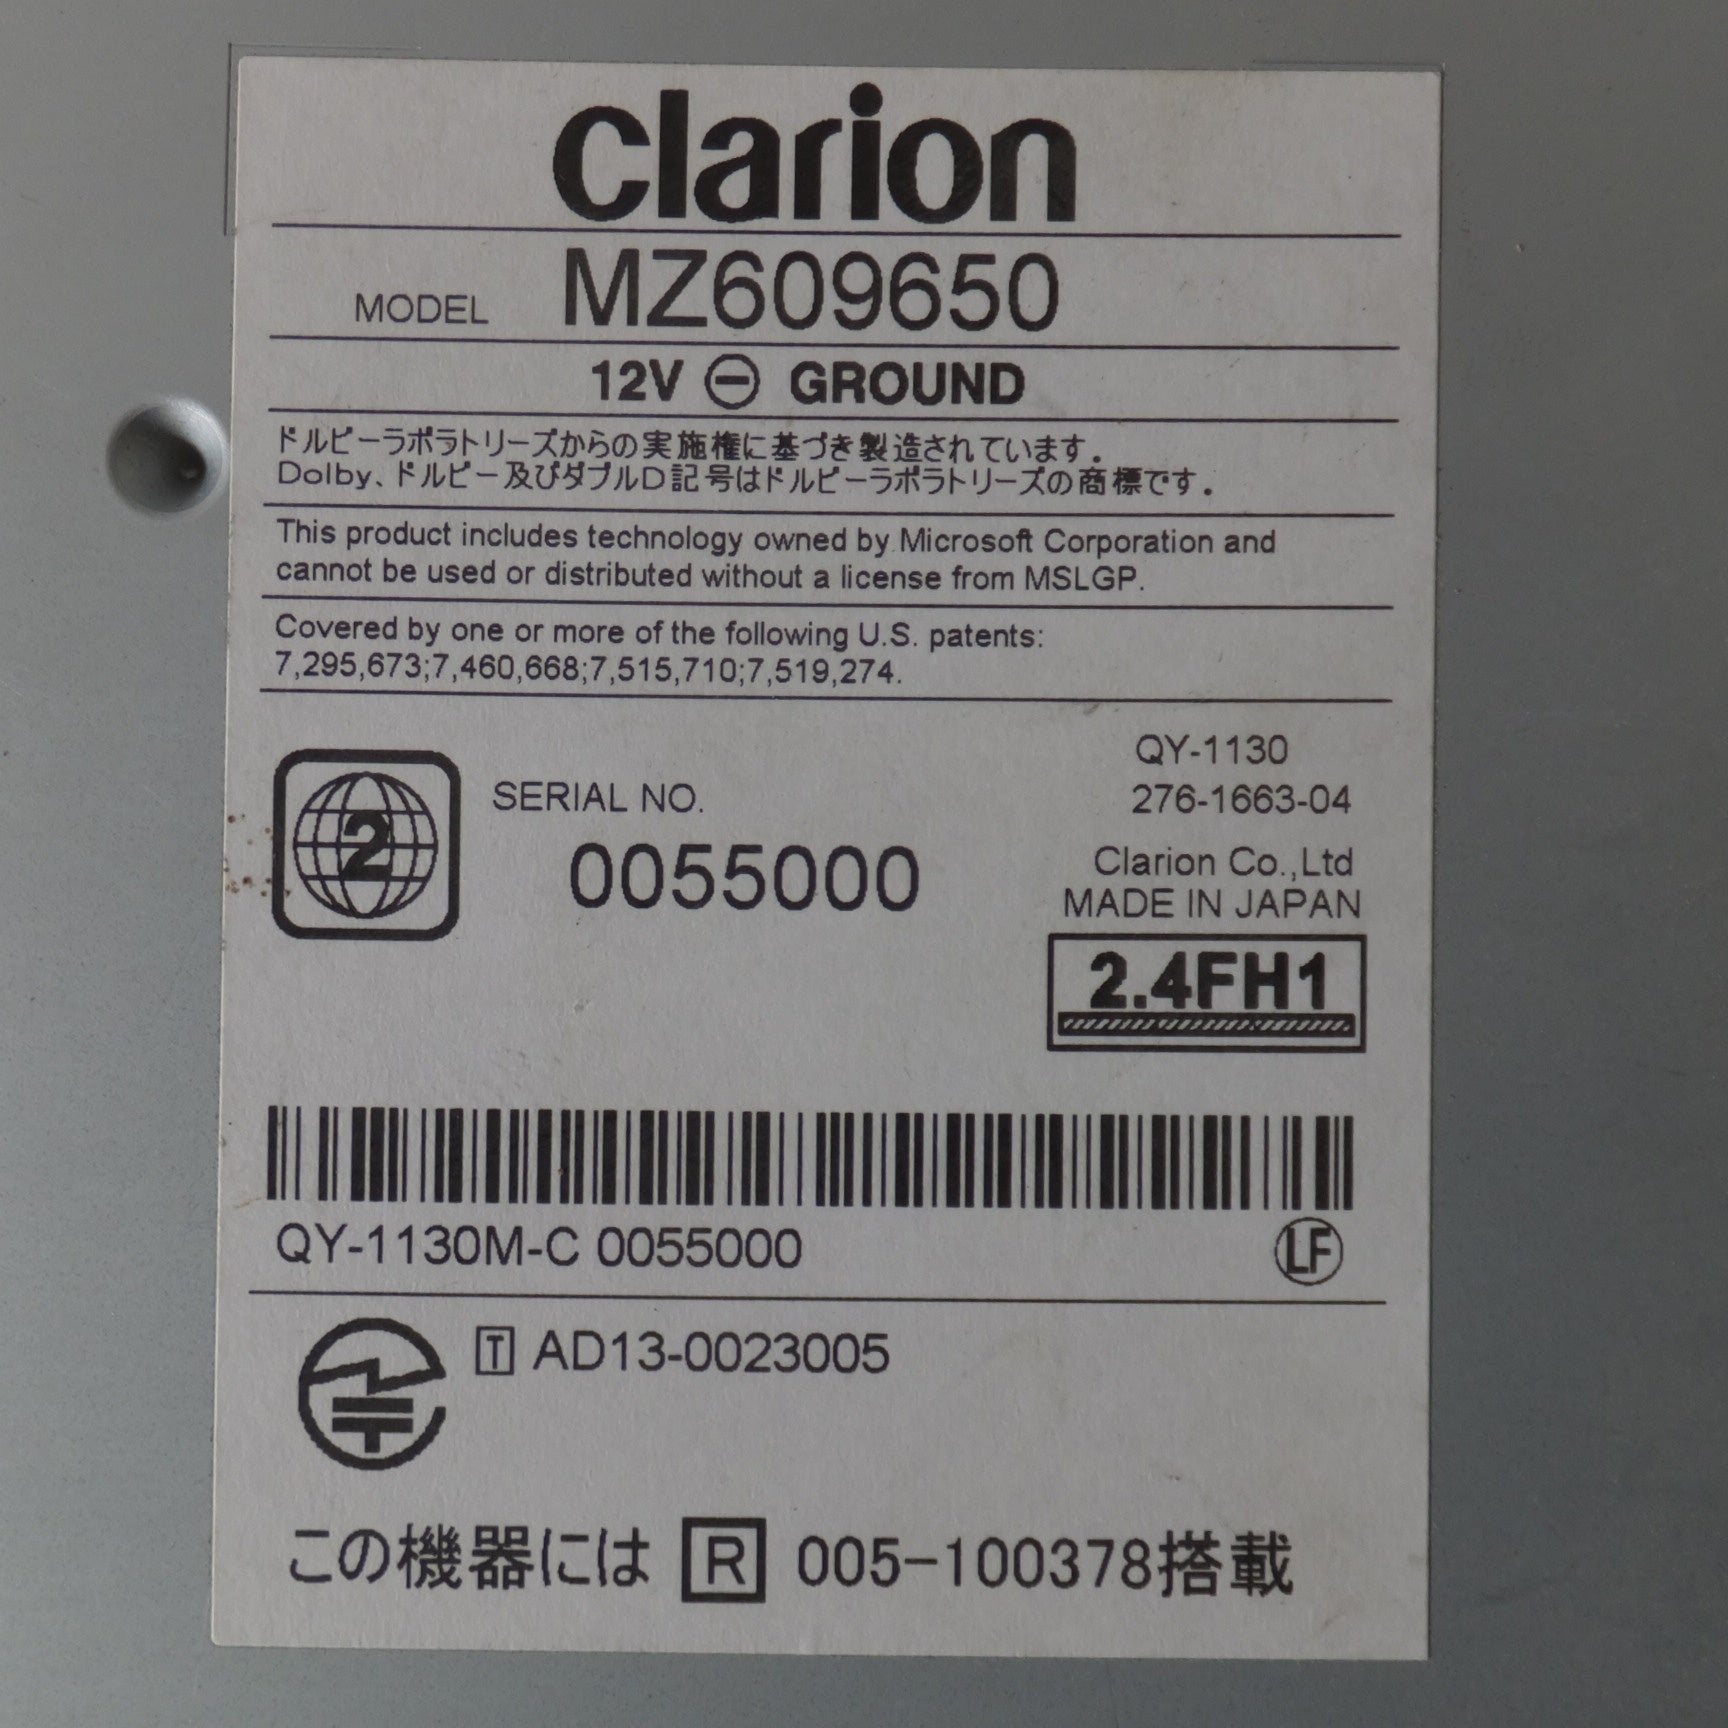 Clarion
MODEL MZ609650
12V ⊖ GROUND
ドルビーラボラトリーズからの実施権に基づき製造されています.
Dolby、ドルビー及びダブルD記号はドルビーラボラトリーズの商標です.
This product includes technology owned by Microsoft Corporation and
cannot be used or distributed without a license from MSLGP.
Covered by one or more of the following U.S. patents:
7,295,673;7,460,668;7,515,710;7,519,274.
QY-1130
2
SERIAL NO.
276-1663-04
0055000
Clarion Co.,Ltd
MADE IN JAPAN
2.4FH1
QY-1130M-C 0055000
LF
T AD13-0023005
この機器には R 005-100378搭載